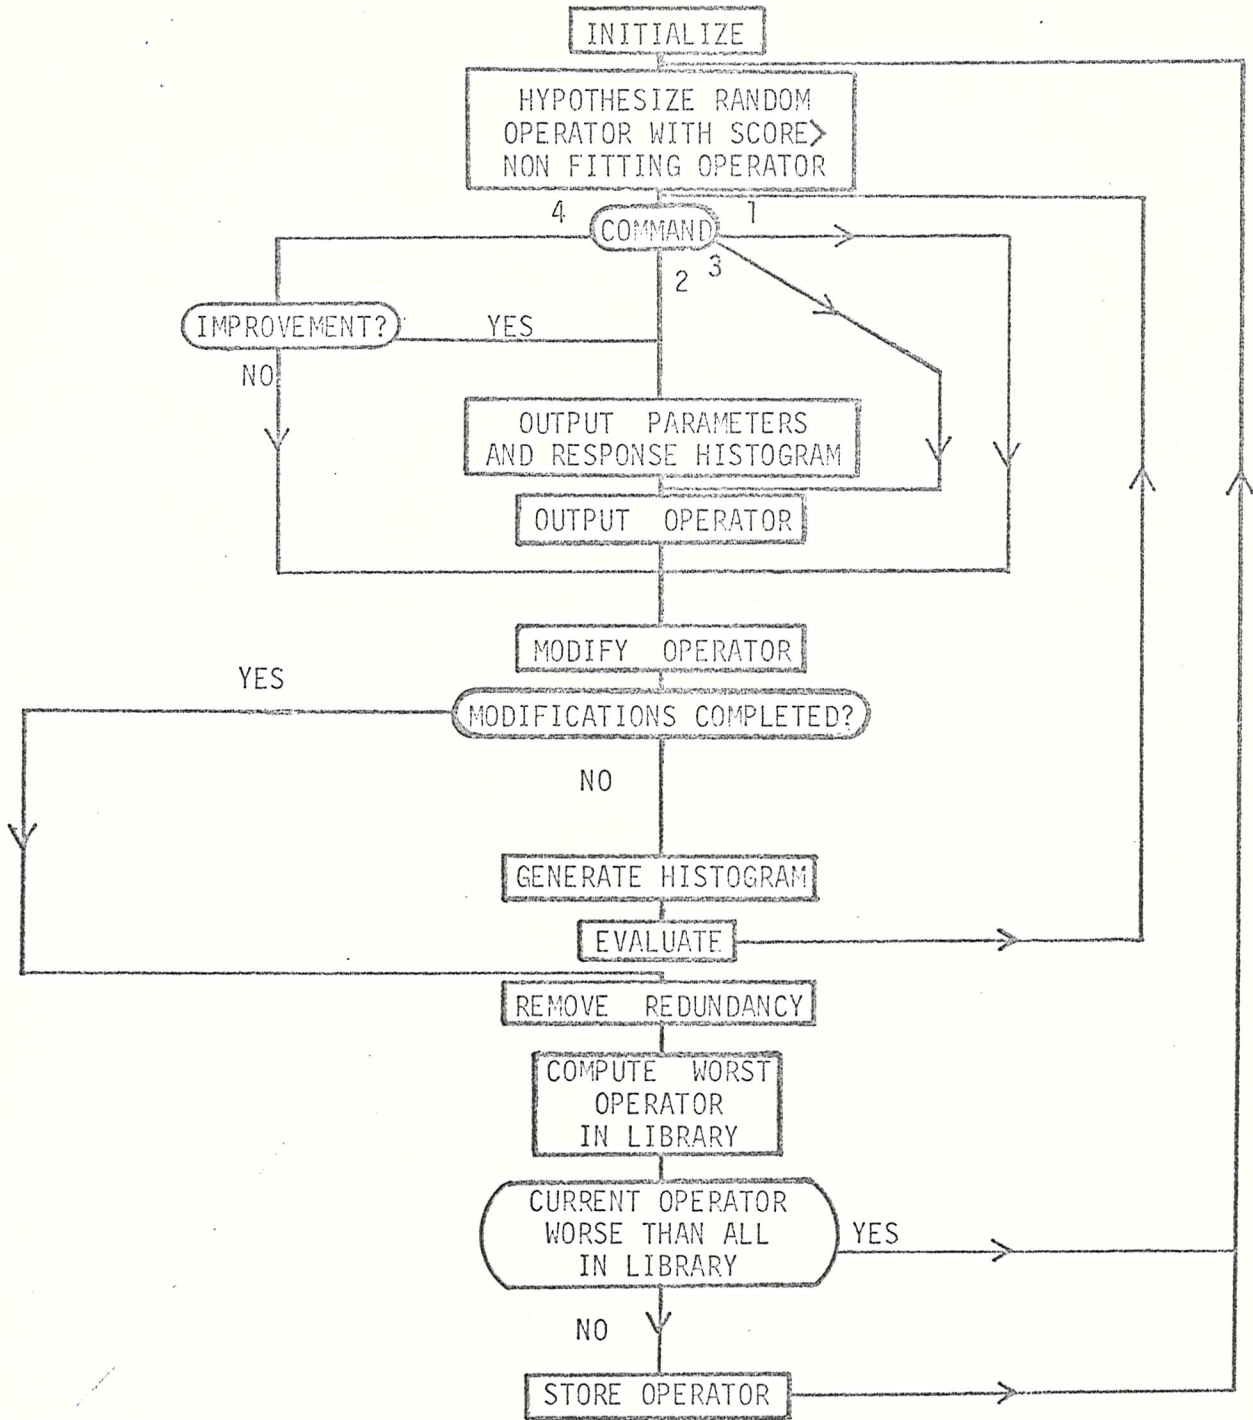 INITIALIZE
HYPOTHESIZE RANDOM
OPERATOR WITH SCORE>
NON FITTING OPERATOR
4
COMMAND
1
2
3
IMPROVEMENT?
YES
NO
OUTPUT PARAMETERS
AND RESPONSE HISTOGRAM
OUTPUT OPERATOR
MODIFY OPERATOR
YES
MODIFICATIONS COMPLETED?
NO
GENERATE HISTOGRAM
EVALUATE
REMOVE REDUNDANCY
COMPUTE WORST
OPERATOR
IN LIBRARY
CURRENT OPERATOR
WORSE THAN ALL
IN LIBRARY
YES
NO
STORE OPERATOR